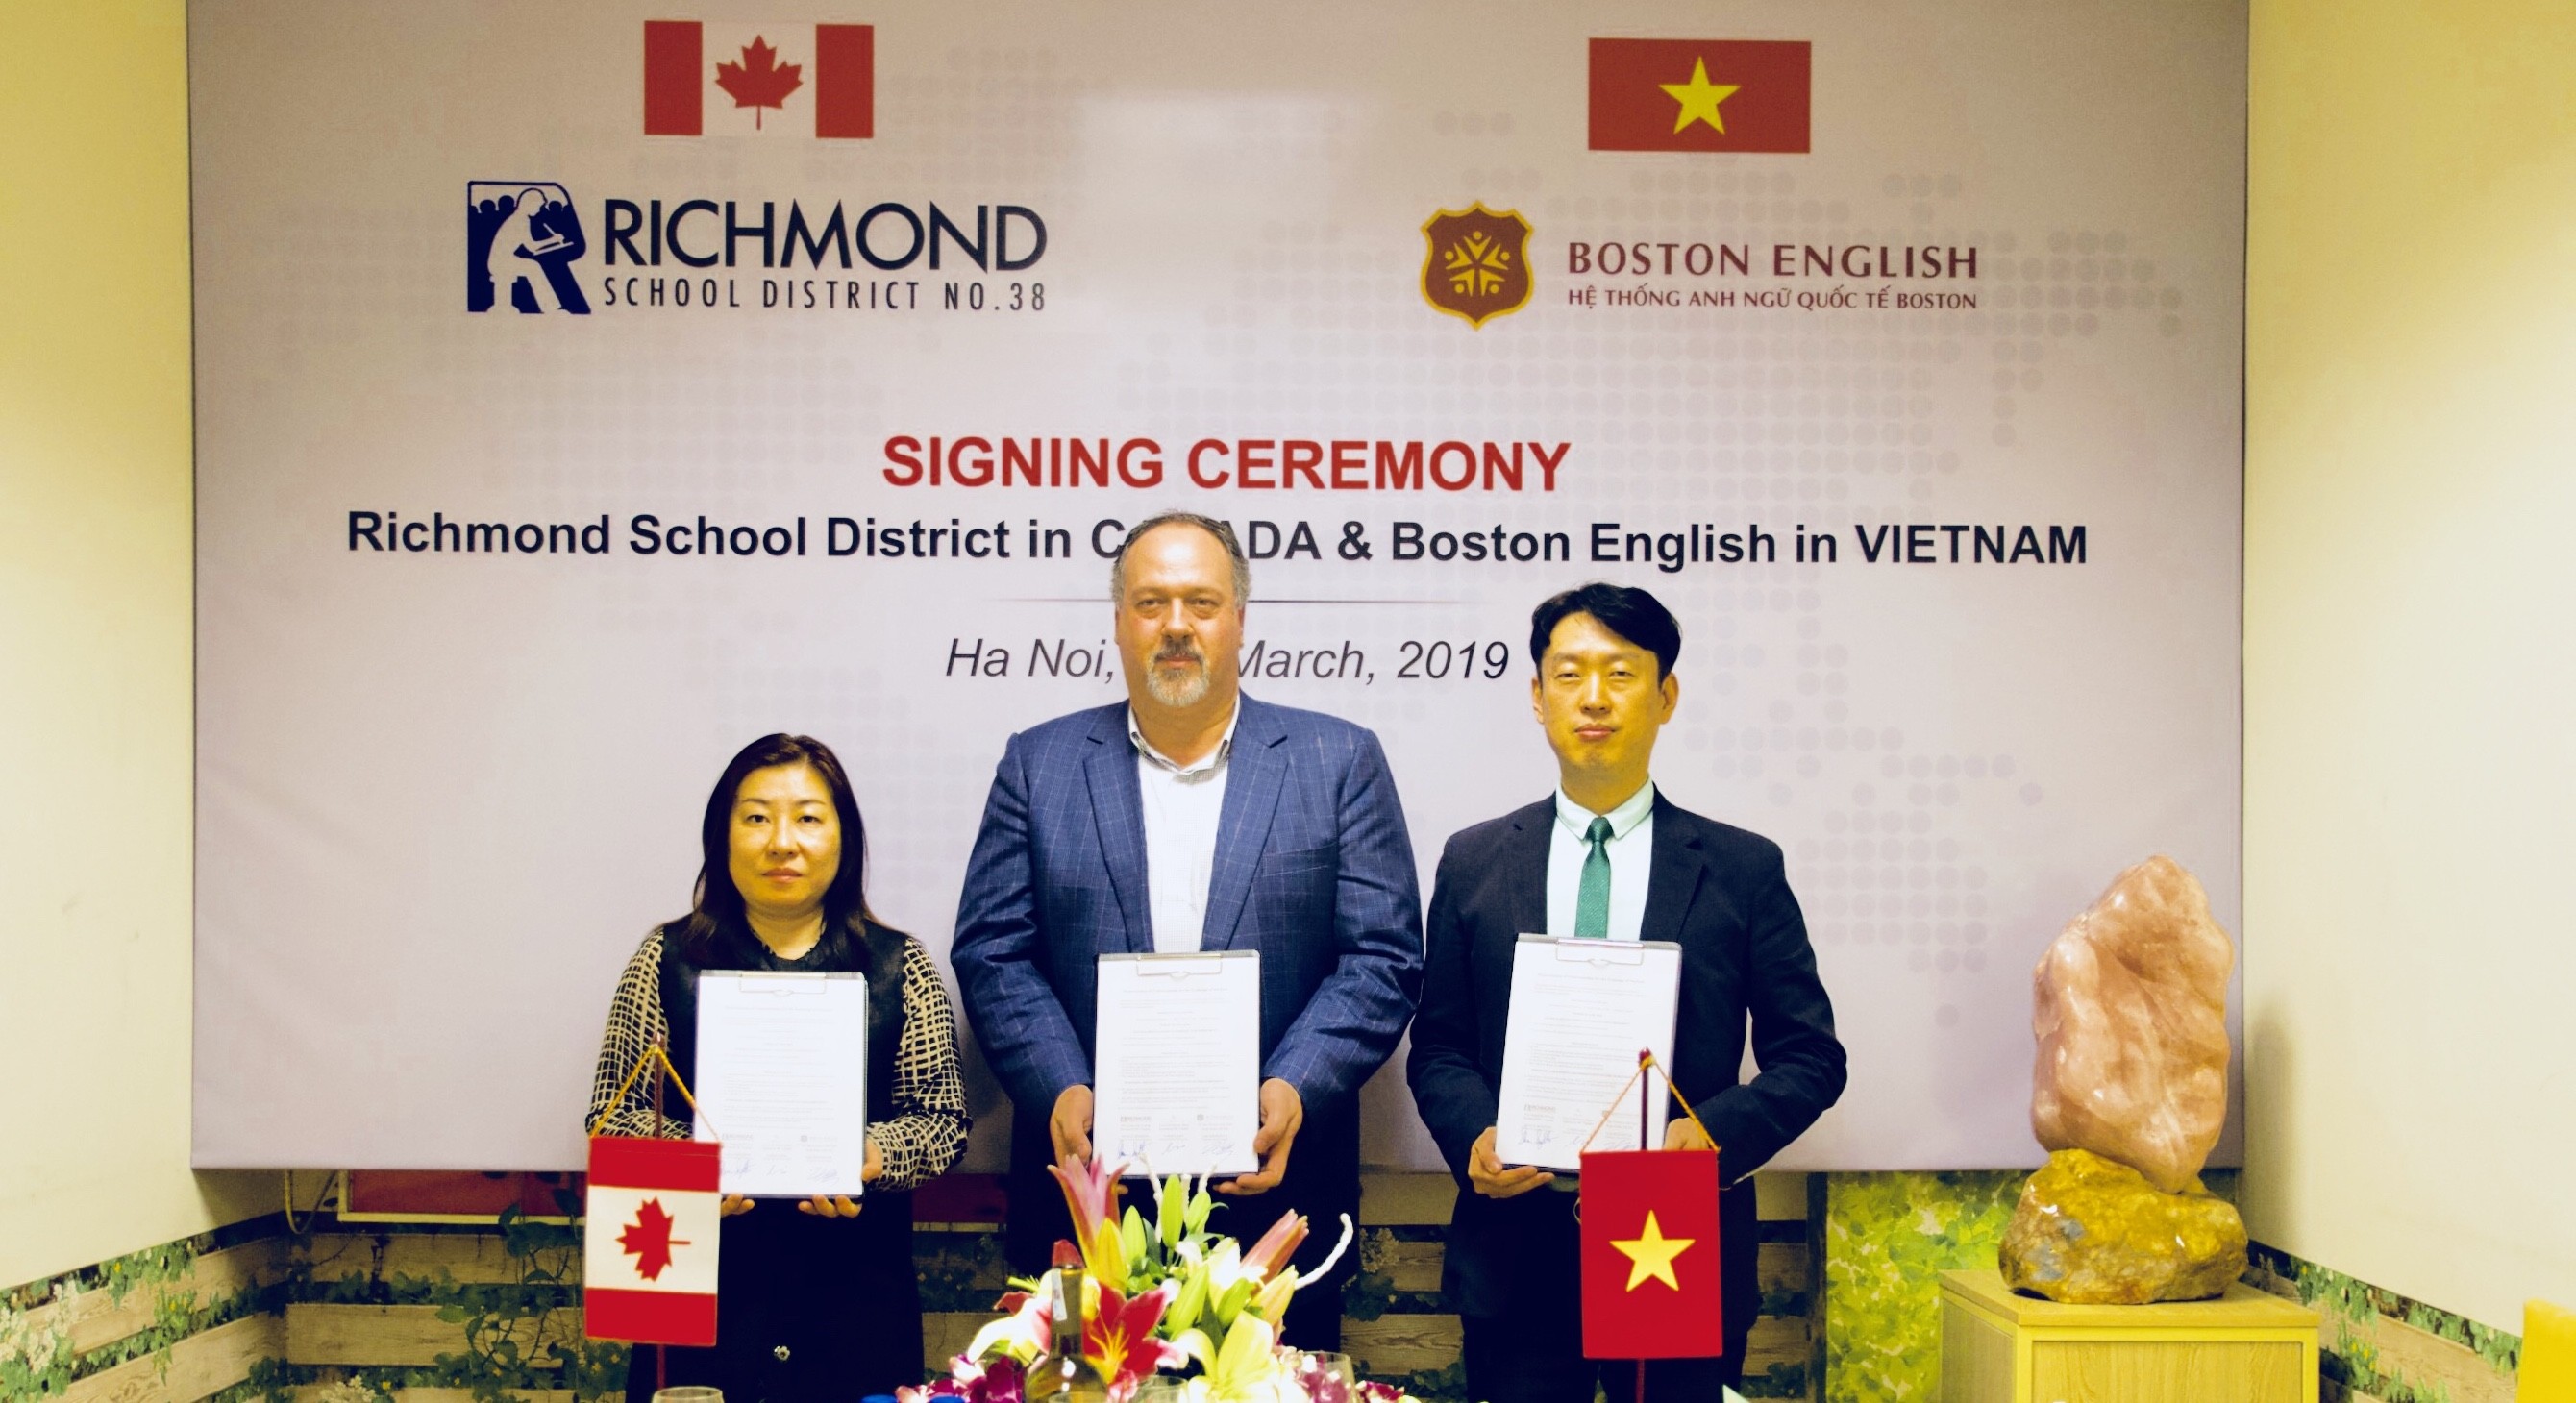 RICHMOND
SCHOOL DISTRICT NO.38
BOSTON ENGLISH
HỆ THỐNG ANH NGỮ QUỐC TẾ BOSTON
SIGNING CEREMONY
Richmond School District in C DA & Boston English in VIETNAM
Ha Noi, March, 2019